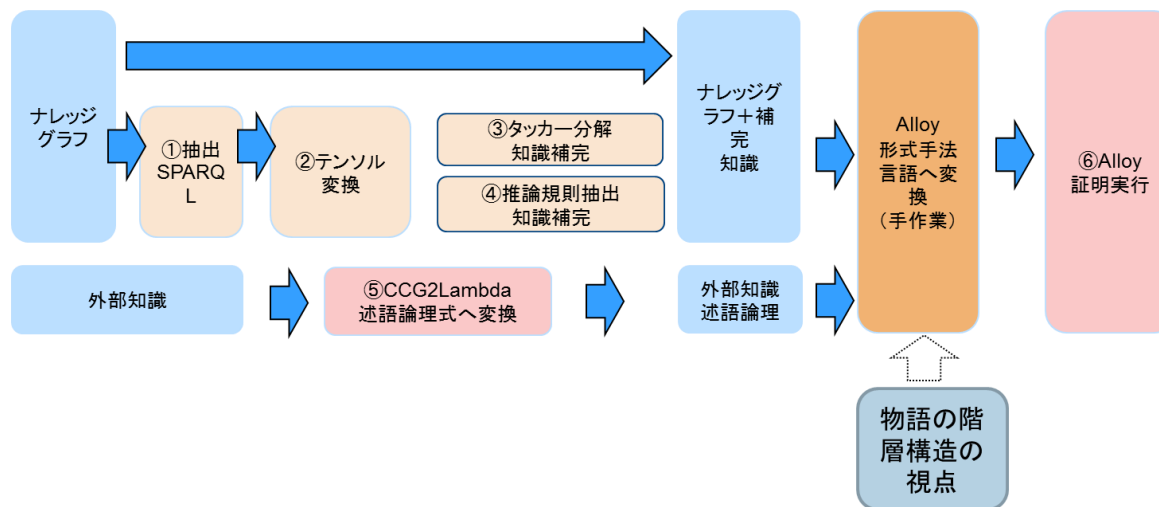 ナレッジ
グラフ
①抽出
SPARQ
L
②テンソル
変換
③タッカー分解
知識補完
④推論規則抽出
知識補完
ナレッジグ
ラフ＋補
完
知識
Alloy
形式手法
言語へ変
換
（手作業）
⑥Alloy
証明実行
外部知識
⑤CCG2Lambda
述語論理式へ変換
外部知識
述語論理
物語の階
層構造の
視点